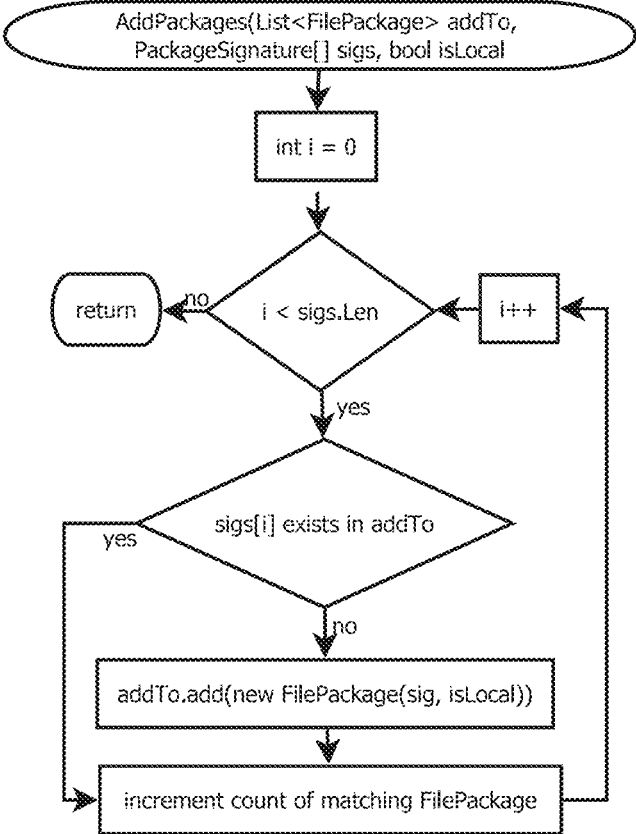 AddPackages(List<FilePackage> addTo,
PackageSignature[] sigs, bool isLocal
int i = 0
i < sigs.Len
no
return
i++
yes
sigs[i] exists in addTo
yes
no
addTo.add(new FilePackage(sig, isLocal))
increment count of matching FilePackage